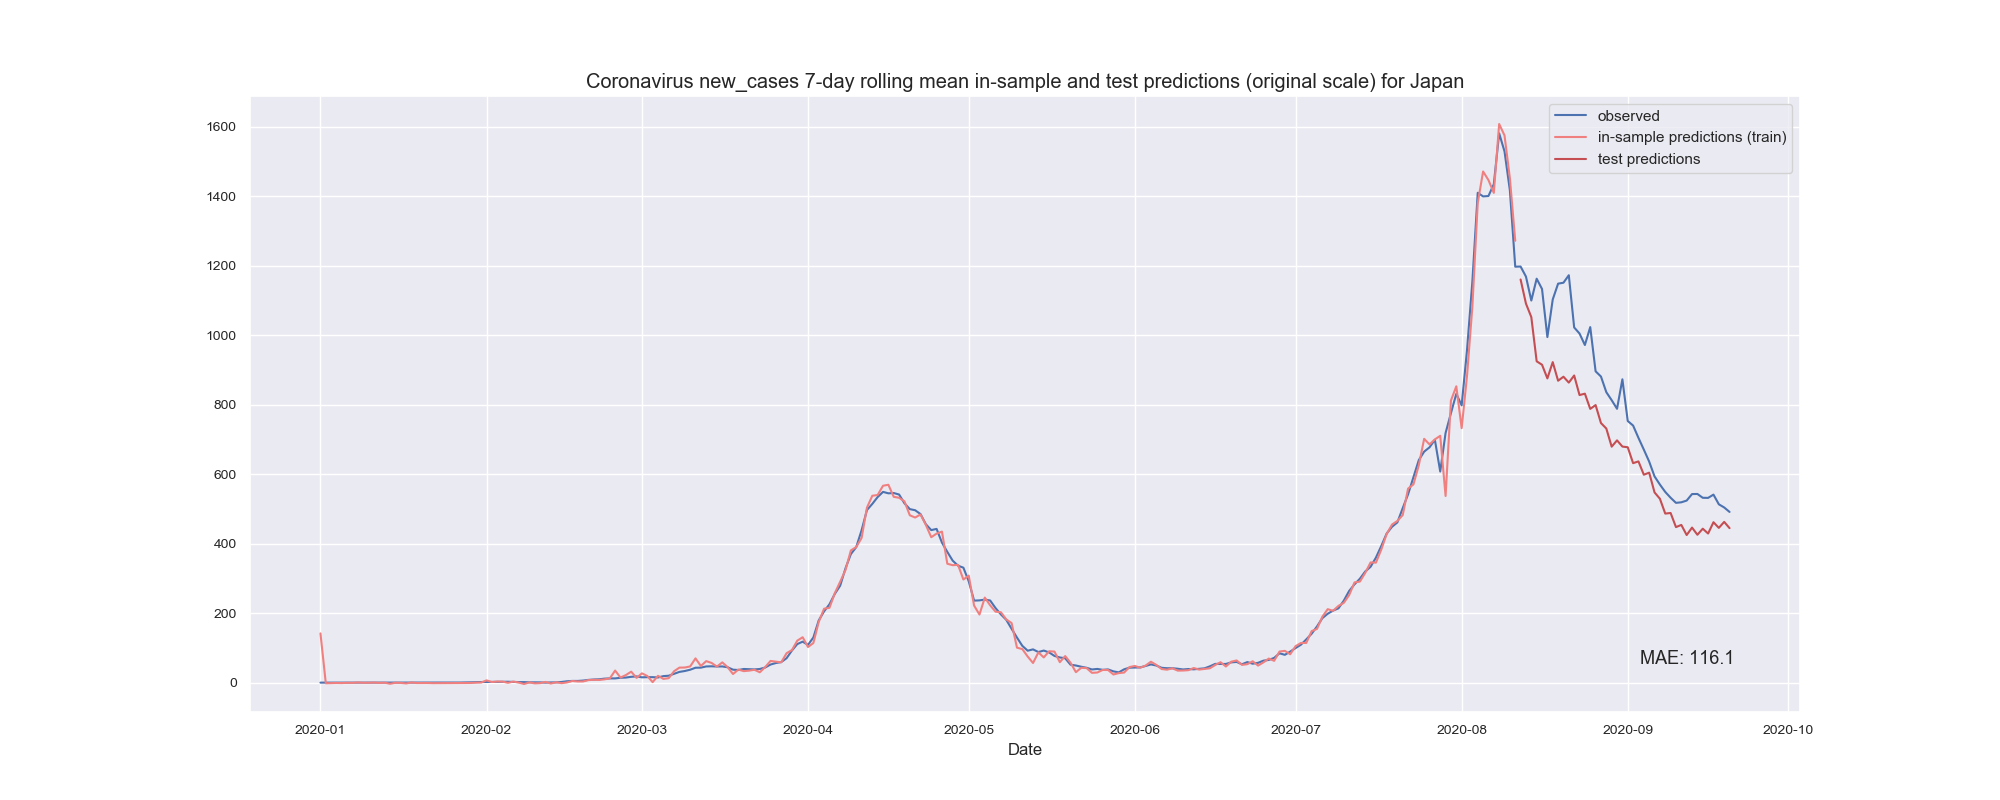 Coronavirus new_cases 7-day rolling mean in-sample and test predictions (original scale) for Japan
observed
in-sample predictions (train)
test predictions
1600
1400
1200
1000
800
600
400
200
0
MAE: 116.1
2020-01 2020-02 2020-03 2020-04 2020-05 2020-06 2020-07 2020-08 2020-09 2020-10
Date